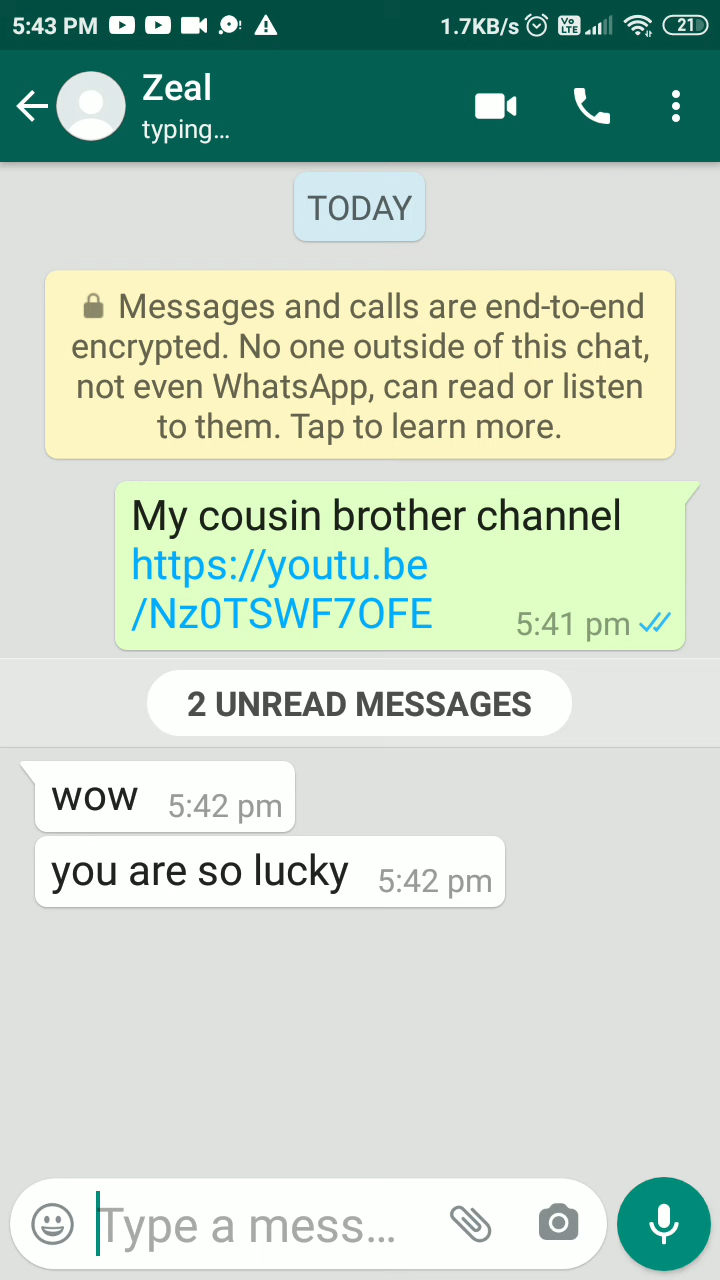 5:43 PM 1.7KB/s Vo LTE 21
Zeal
typing...
TODAY
Messages and calls are end-to-end
encrypted. No one outside of this chat,
not even WhatsApp, can read or listen
to them. Tap to learn more.
My cousin brother channel
https://youtu.be
/Nz0TSWF7OFE 5:41 pm
2 UNREAD MESSAGES
wow 5:42 pm
you are so lucky 5:42 pm
Type a mess...